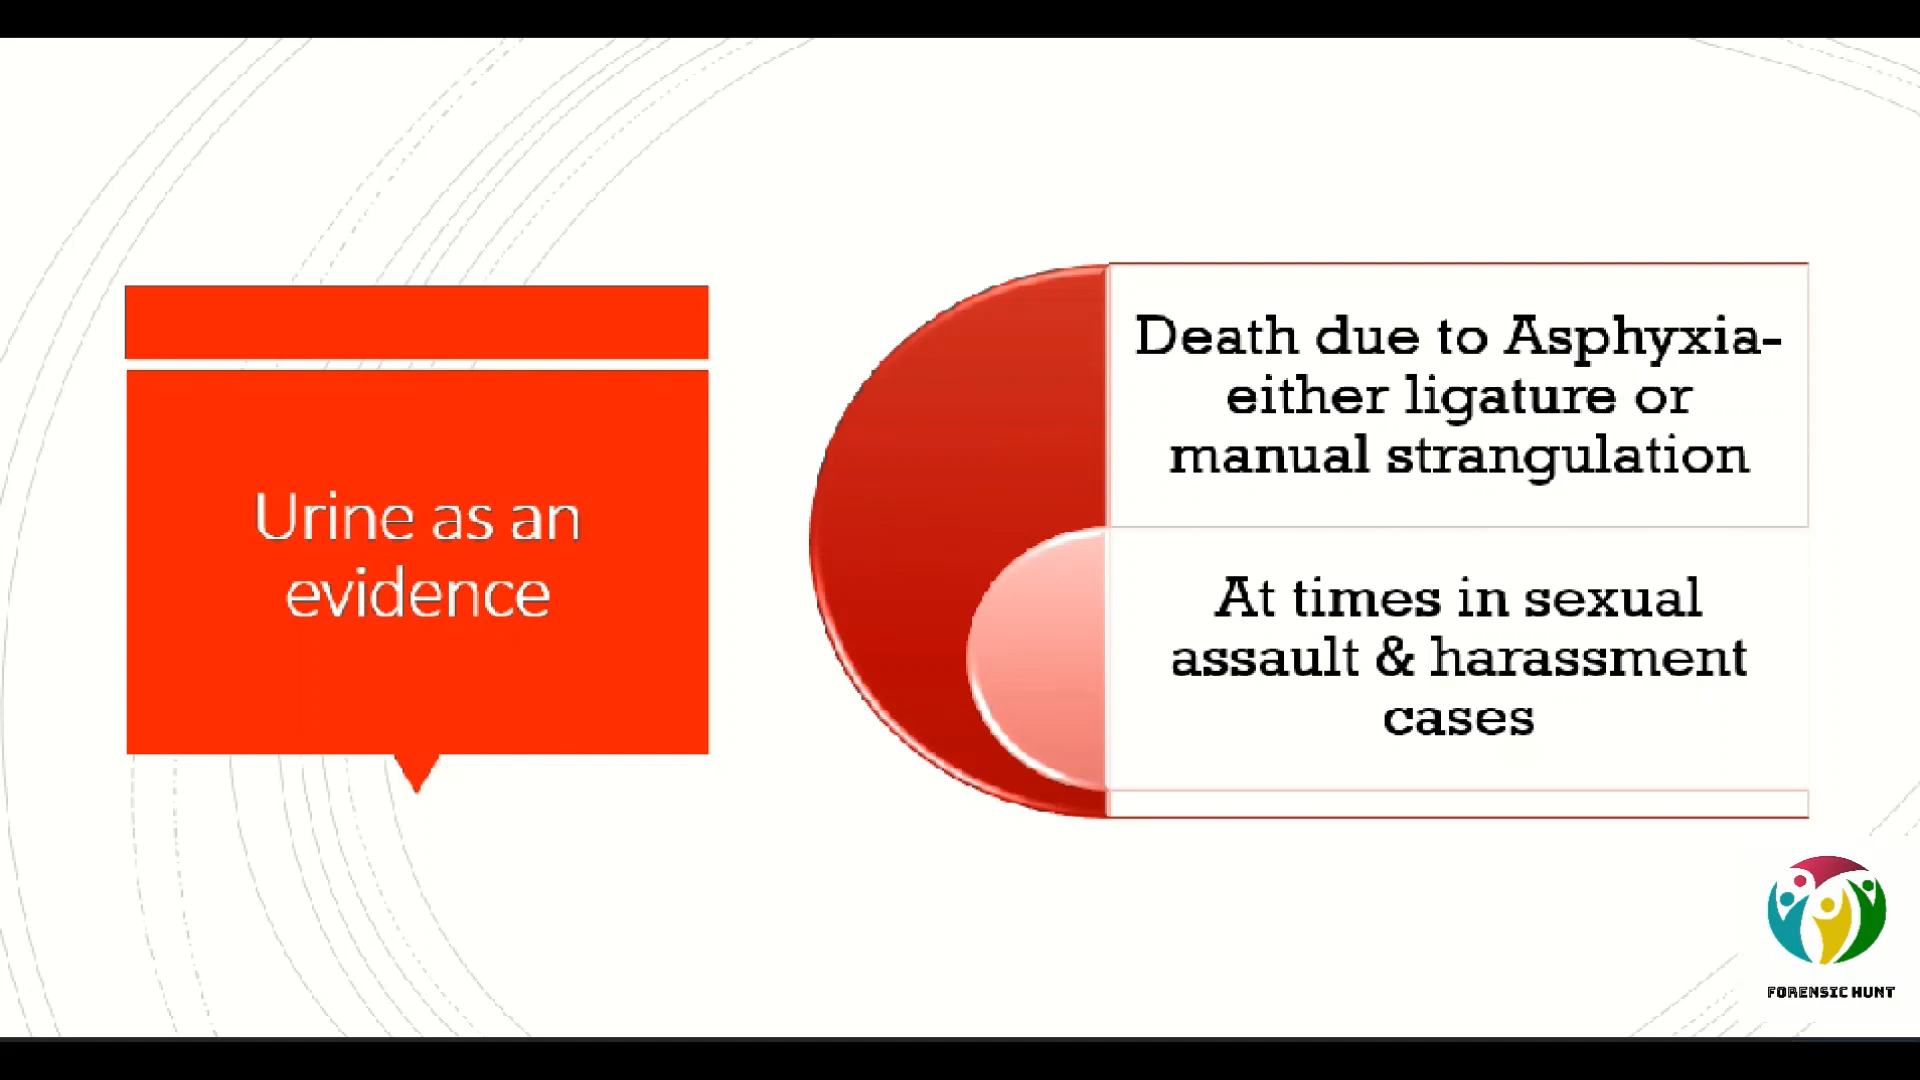 Urine as an
evidence
Death due to Asphyxia-
either ligature or
manual strangulation
At times in sexual
assault & harassment
cases
FORENSIC HUNT